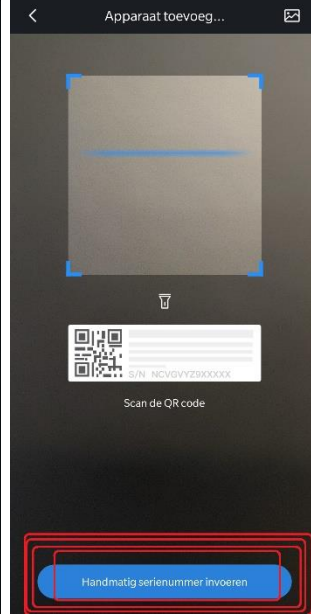 Apparaat toevoeg...
S/N NCVGVYZ9XXXXX
Scan de QR code
Handmatig serienummer invoeren